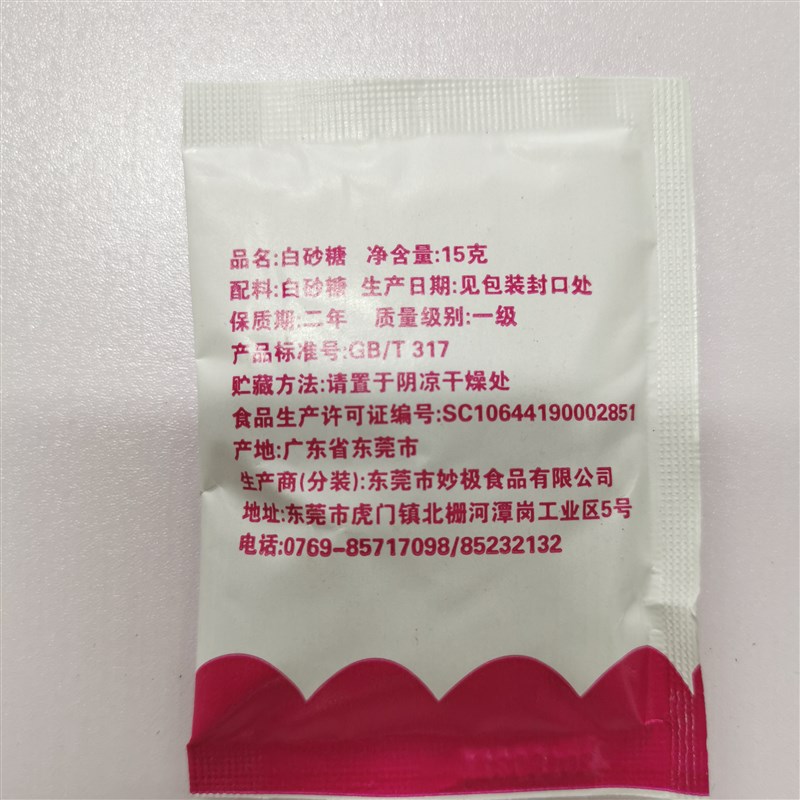 品名:白砂糖 净含量:15克
配料:白砂糖 生产日期:见包装封口处
保质期:二年 质量级别:一级
产品标准号:GB/T 317
贮藏方法:请置于阴凉干燥处
食品生产许可证编号:SC10644190002851
产地:广东省东莞市
生产商(分装):东莞市妙极食品有限公司
地址:东莞市虎门镇北栅河潭岗工业区5号
电话:0769-85717098/85232132